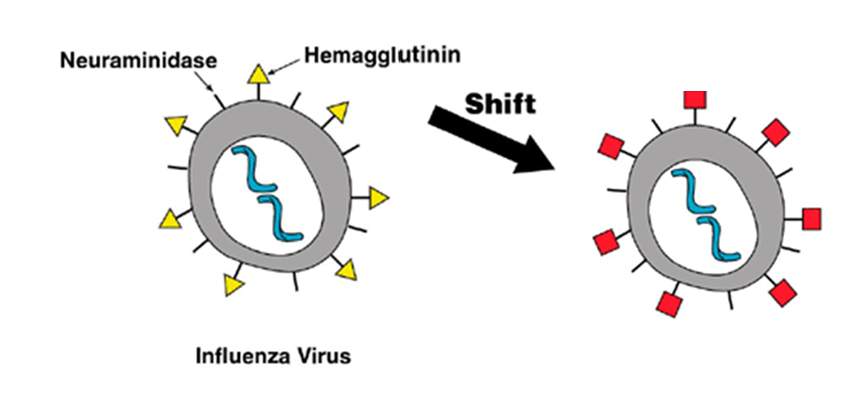 Neuraminidase
Hemagglutinin
Shift
Influenza Virus